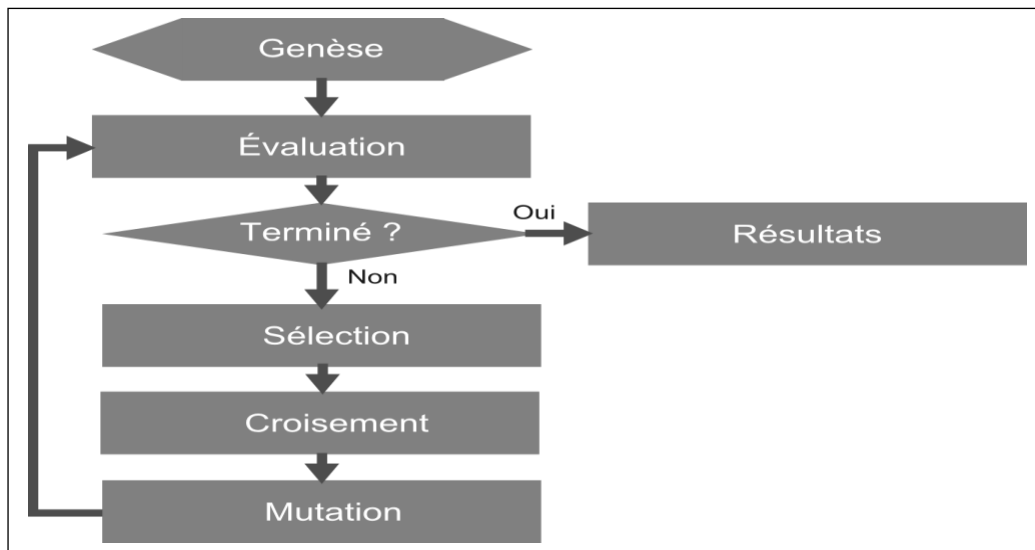 Genèse
Évaluation
Terminé ?
Oui
Résultats
Non
Sélection
Croisement
Mutation